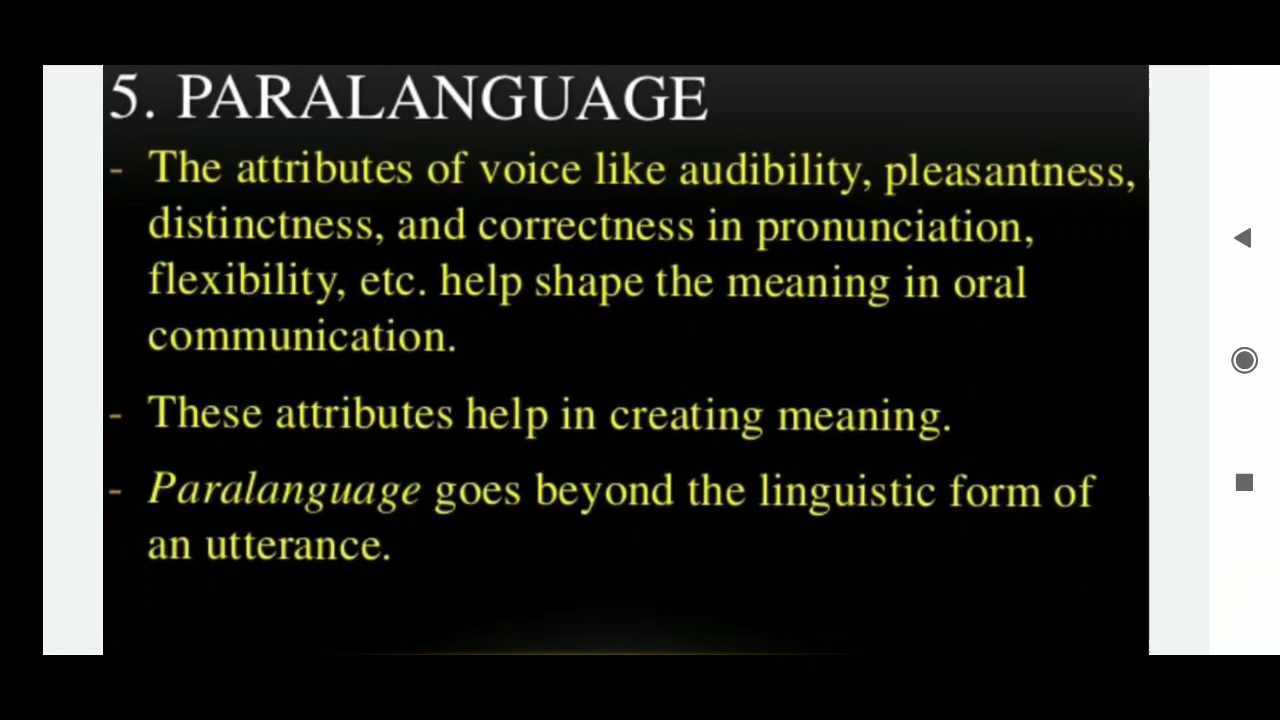 5. PARALANGUAGE
- The attributes of voice like audibility, pleasantness,
distinctness, and correctness in pronunciation,
flexibility, etc. help shape the meaning in oral
communication.
- These attributes help in creating meaning.
- Paralanguage goes beyond the linguistic form of
an utterance.